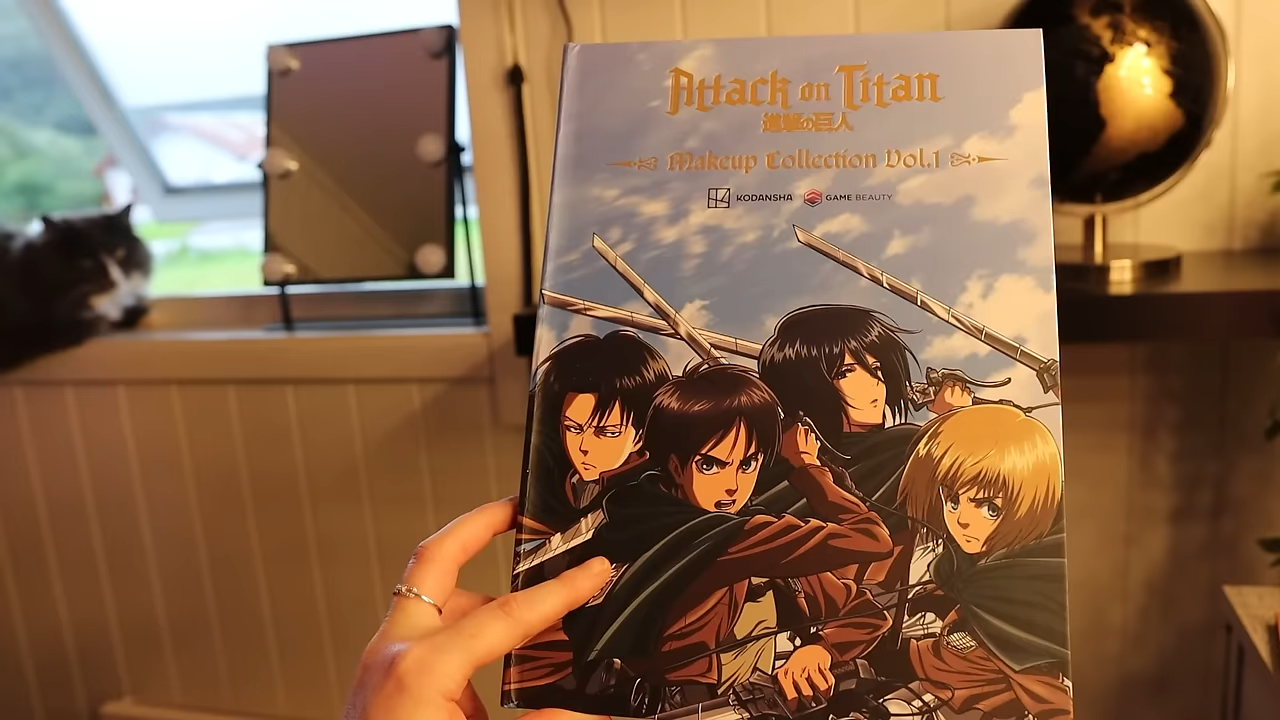 Attack on Titan
進撃の巨人
Makeup Collection Vol.1
KODANSHA GAME BEAUTY